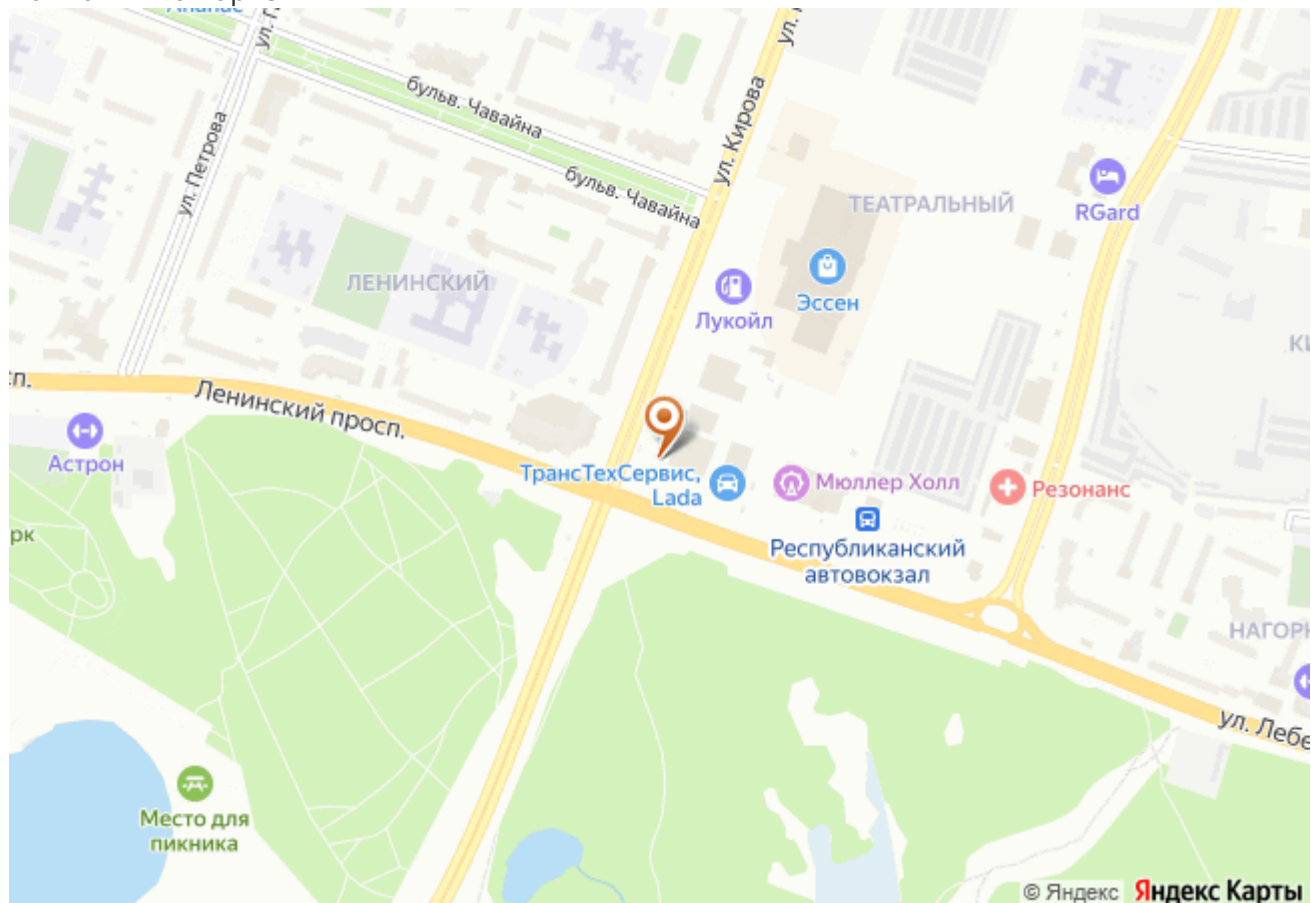 Ананас
ул. Кирова
бульв. Чавайна
ул. Петрова
бульв. Чавайна
ТЕАТРАЛЬНЫЙ
RGard
ЛЕНИНСКИЙ
Эссен
Лукойл
Ленинский просп.
Астрон
ТрансТехСервис,
Lada
Мюллер Холл
Резонанс
Республиканский
автовокзал
Место для
пикника
© Яндекс Яндекс Карты